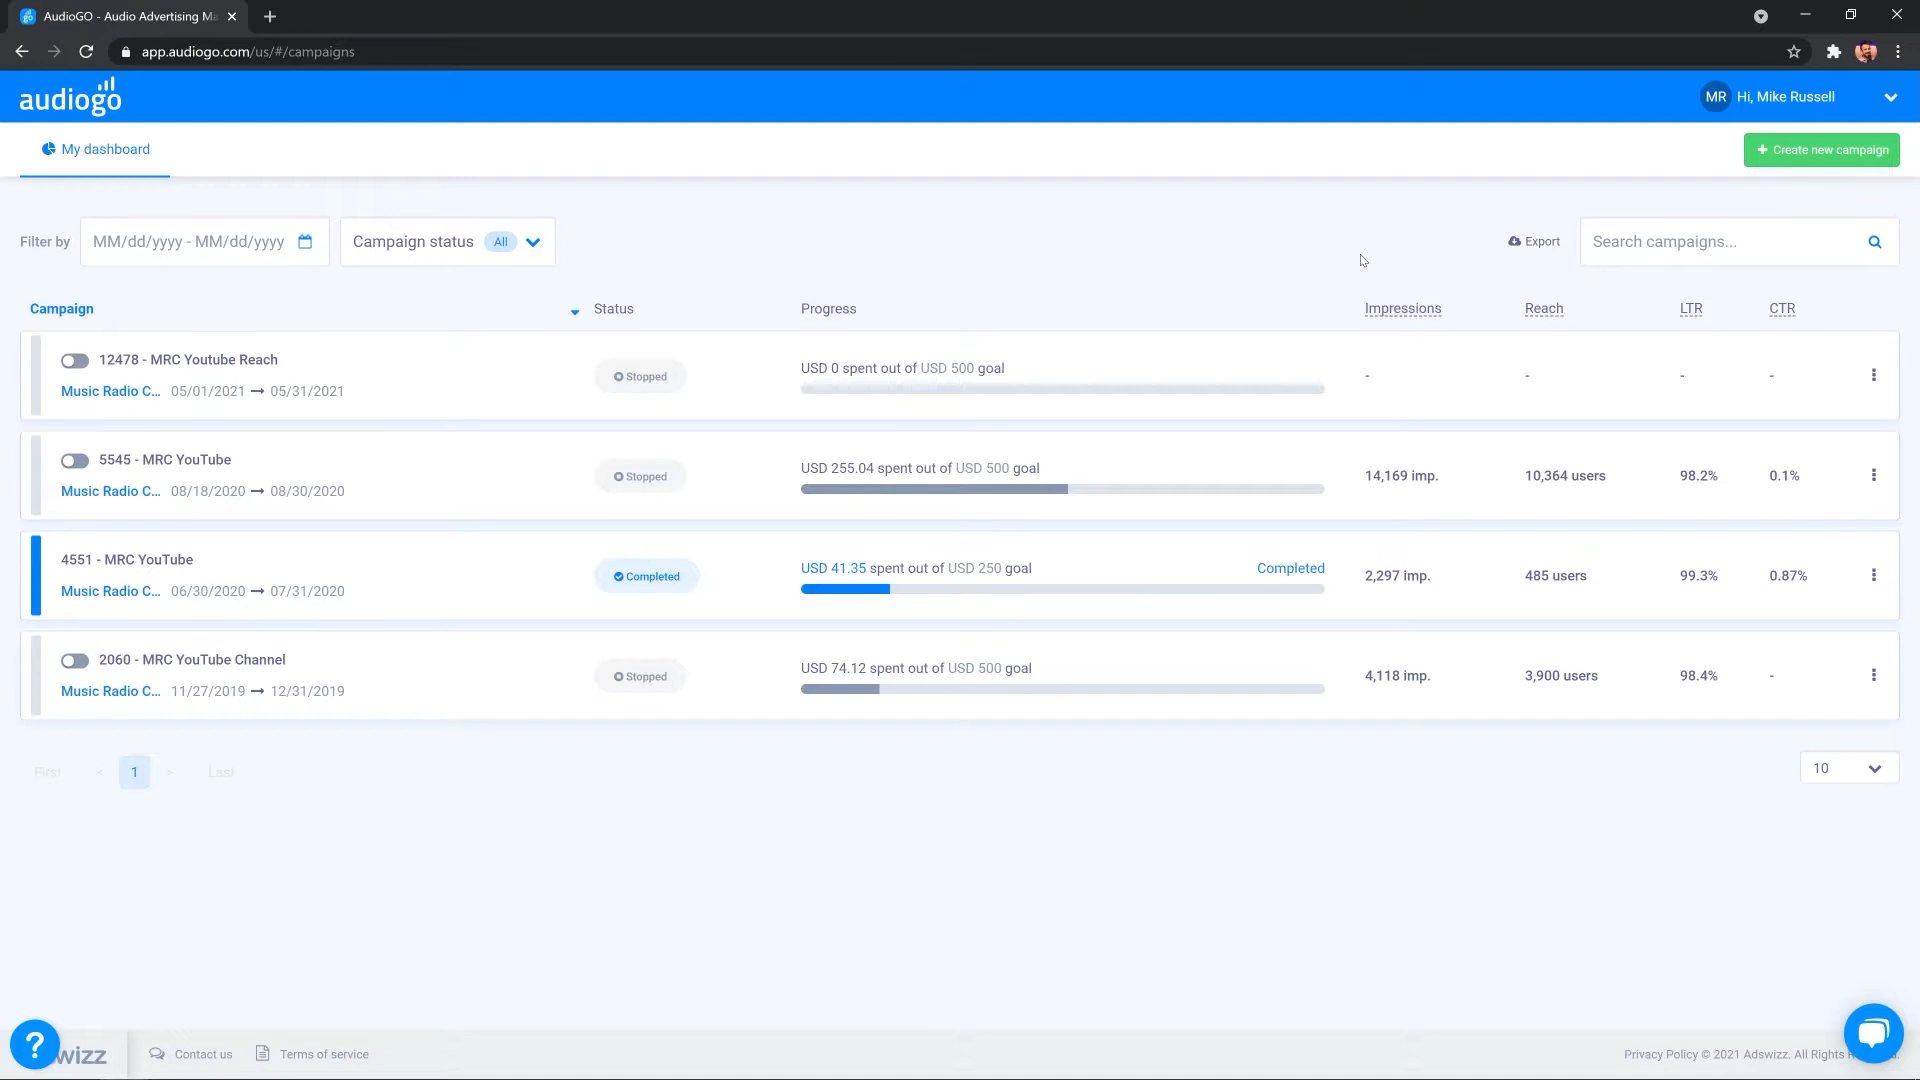 AudioGO - Audio Advertising Ma
app.audiogo.com/us/#/campaigns
audiogo
MR Hi, Mike Russell
My dashboard
+ Create new campaign
Filter by MM/dd/yyyy - MM/dd/yyyy Campaign status All
Export Search campaigns...
Campaign Status Progress Impressions Reach LTR CTR
12478 - MRC Youtube Reach
Music Radio C... 05/01/2021 → 05/31/2021
Stopped
USD 0 spent out of USD 500 goal
- - - -
5545 - MRC YouTube
Music Radio C... 08/18/2020 → 08/30/2020
Stopped
USD 255.04 spent out of USD 500 goal
14,169 imp. 10,364 users 98.2% 0.1%
4551 - MRC YouTube
Music Radio C... 06/30/2020 → 07/31/2020
Completed
USD 41.35 spent out of USD 250 goal Completed
2,297 imp. 485 users 99.3% 0.87%
2060 - MRC YouTube Channel
Music Radio C... 11/27/2019 → 12/31/2019
Stopped
USD 74.12 spent out of USD 500 goal
4,118 imp. 3,900 users 98.4% -
First < 1 > Last
10
? wizz Contact us Terms of service
Privacy Policy © 2021 Adswizz. All Rights